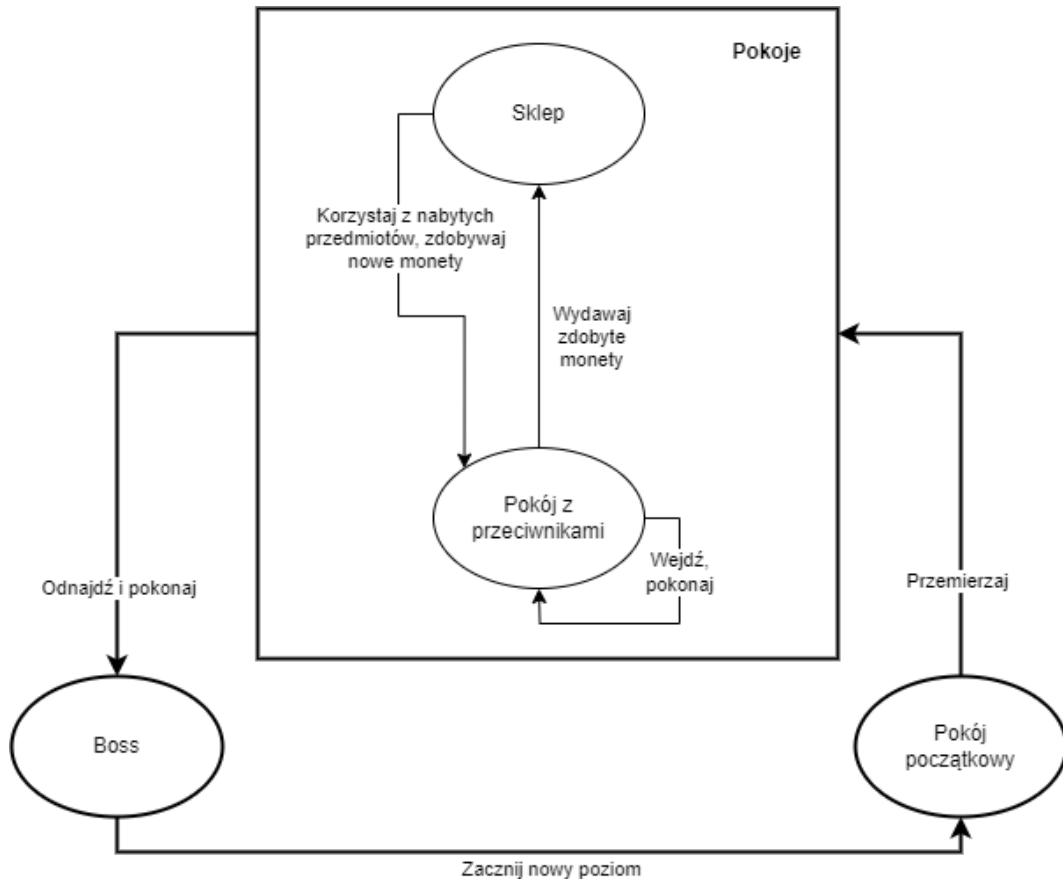 Pokoje
Sklep
Korzystaj z nabytych
przedmiotów, zdobywaj
nowe monety
Wydawaj
zdobyte
monety
Pokój z
przeciwnikami
Wejdź,
pokonaj
Odnajdź i pokonaj
Przemierzaj
Boss
Pokój
początkowy
Zacznij nowy poziom